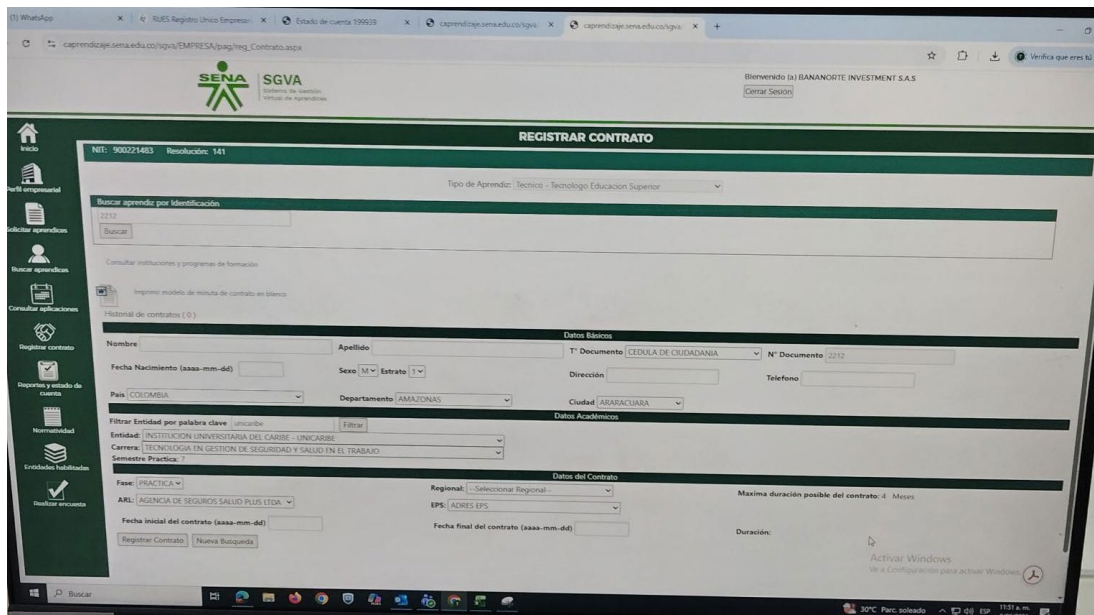 (1) WhatsApp
RUES Registro Unico Empresar
Estado de cuenta 199939
caprendizaje.sena.edu.co/sgva
caprendizaje.sena.edu.co/sgva/
caprendizaje.sena.edu.co/sgva/EMPRESA/pag/reg_Contrato.aspx
Verifica que eres tú
SENA
SGVA
Sistema de Gestión
Virtual de Aprendices
Bienvenido (a) BANANORTE INVESTMENT S.A.S
Cerrar Sesión
REGISTRAR CONTRATO
NIT: 900221483 Resolución: 141
Inicio
Perfil empresarial
Solicitar aprendices
Buscar aprendices
Consultar aplicaciones
Registrar contrato
Reportes y estado de
cuenta
Normatividad
Entidades habilitadas
Realizar encuesta
Tipo de Aprendiz: Tecnico - Tecnologo Educacion Superior
Buscar aprendiz por Identificación
2212
Buscar
Consultar instituciones y programas de formación
Imprimir modelo de minuta de contrato en blanco
Historial de contratos ( 0 )
Datos Básicos
Nombre Apellido T° Documento CEDULA DE CIUDADANIA N° Documento 2212
Fecha Nacimiento (aaaa-mm-dd) Sexo M Estrato 1 Dirección Telefono
Pais COLOMBIA Departamento AMAZONAS Ciudad ARARACUARA
Datos Académicos
Filtrar Entidad por palabra clave unicaribe Filtrar
Entidad: INSTITUCION UNIVERSITARIA DEL CARIBE - UNICARIBE
Carrera: TECNOLOGIA EN GESTION DE SEGURIDAD Y SALUD EN EL TRABAJO
Semestre Practica: 7
Datos del Contrato
Fase: PRACTICA Regional: --Seleccionar Regional-- Maxima duración posible del contrato: 4 Meses
ARL: AGENCIA DE SEGUROS SALUD PLUS LTDA EPS: ADRES EPS
Fecha inicial del contrato (aaaa-mm-dd) Fecha final del contrato (aaaa-mm-dd) Duración:
Registrar Contrato Nueva Busqueda
Activar Windows
Ve a Configuración para activar Windows.
Buscar
30°C Parc. soleado
ESP
11:51 a. m.